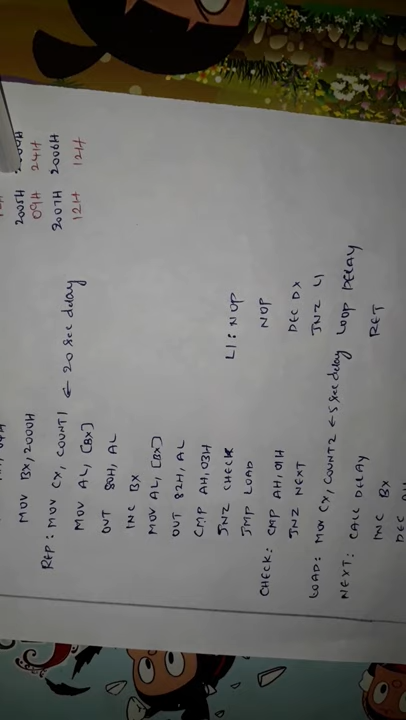 2005H
09H 24H
2007H 2006H
12H 12H
MOV BX, 2000H
REP: MOV CX, COUNT1 ← 20 sec delay
MOV AL, [BX]
OUT 80H, AL
INC BX
MOV AL, [BX]
OUT 82H, AL
CMP AH, 03H
JNZ CHECK
JMP LOAD
CHECK: CMP AH, 01H
JNZ NEXT
LOAD: MOV CX, COUNT2 ← 5 sec delay
NEXT: CALL DELAY
INC BX
DEC
L1: NOP
NOP
DEC DX
JNZ L1
LOOP DELAY
RET